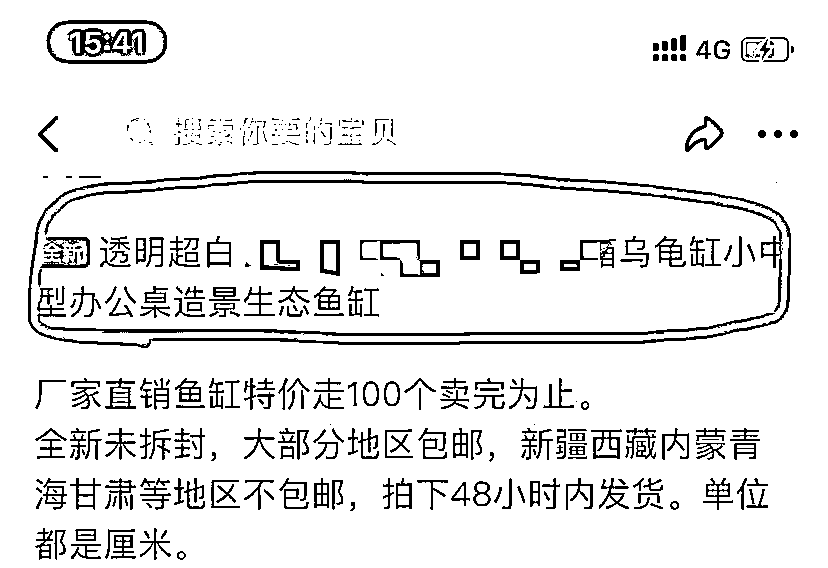 15:41
4G
搜索你要的宝贝
全新 透明超白 乌龟缸小中
型办公桌造景生态鱼缸
厂家直销鱼缸特价走100个卖完为止。
全新未拆封，大部分地区包邮，新疆西藏内蒙青
海甘肃等地区不包邮，拍下48小时内发货。单位
都是厘米。